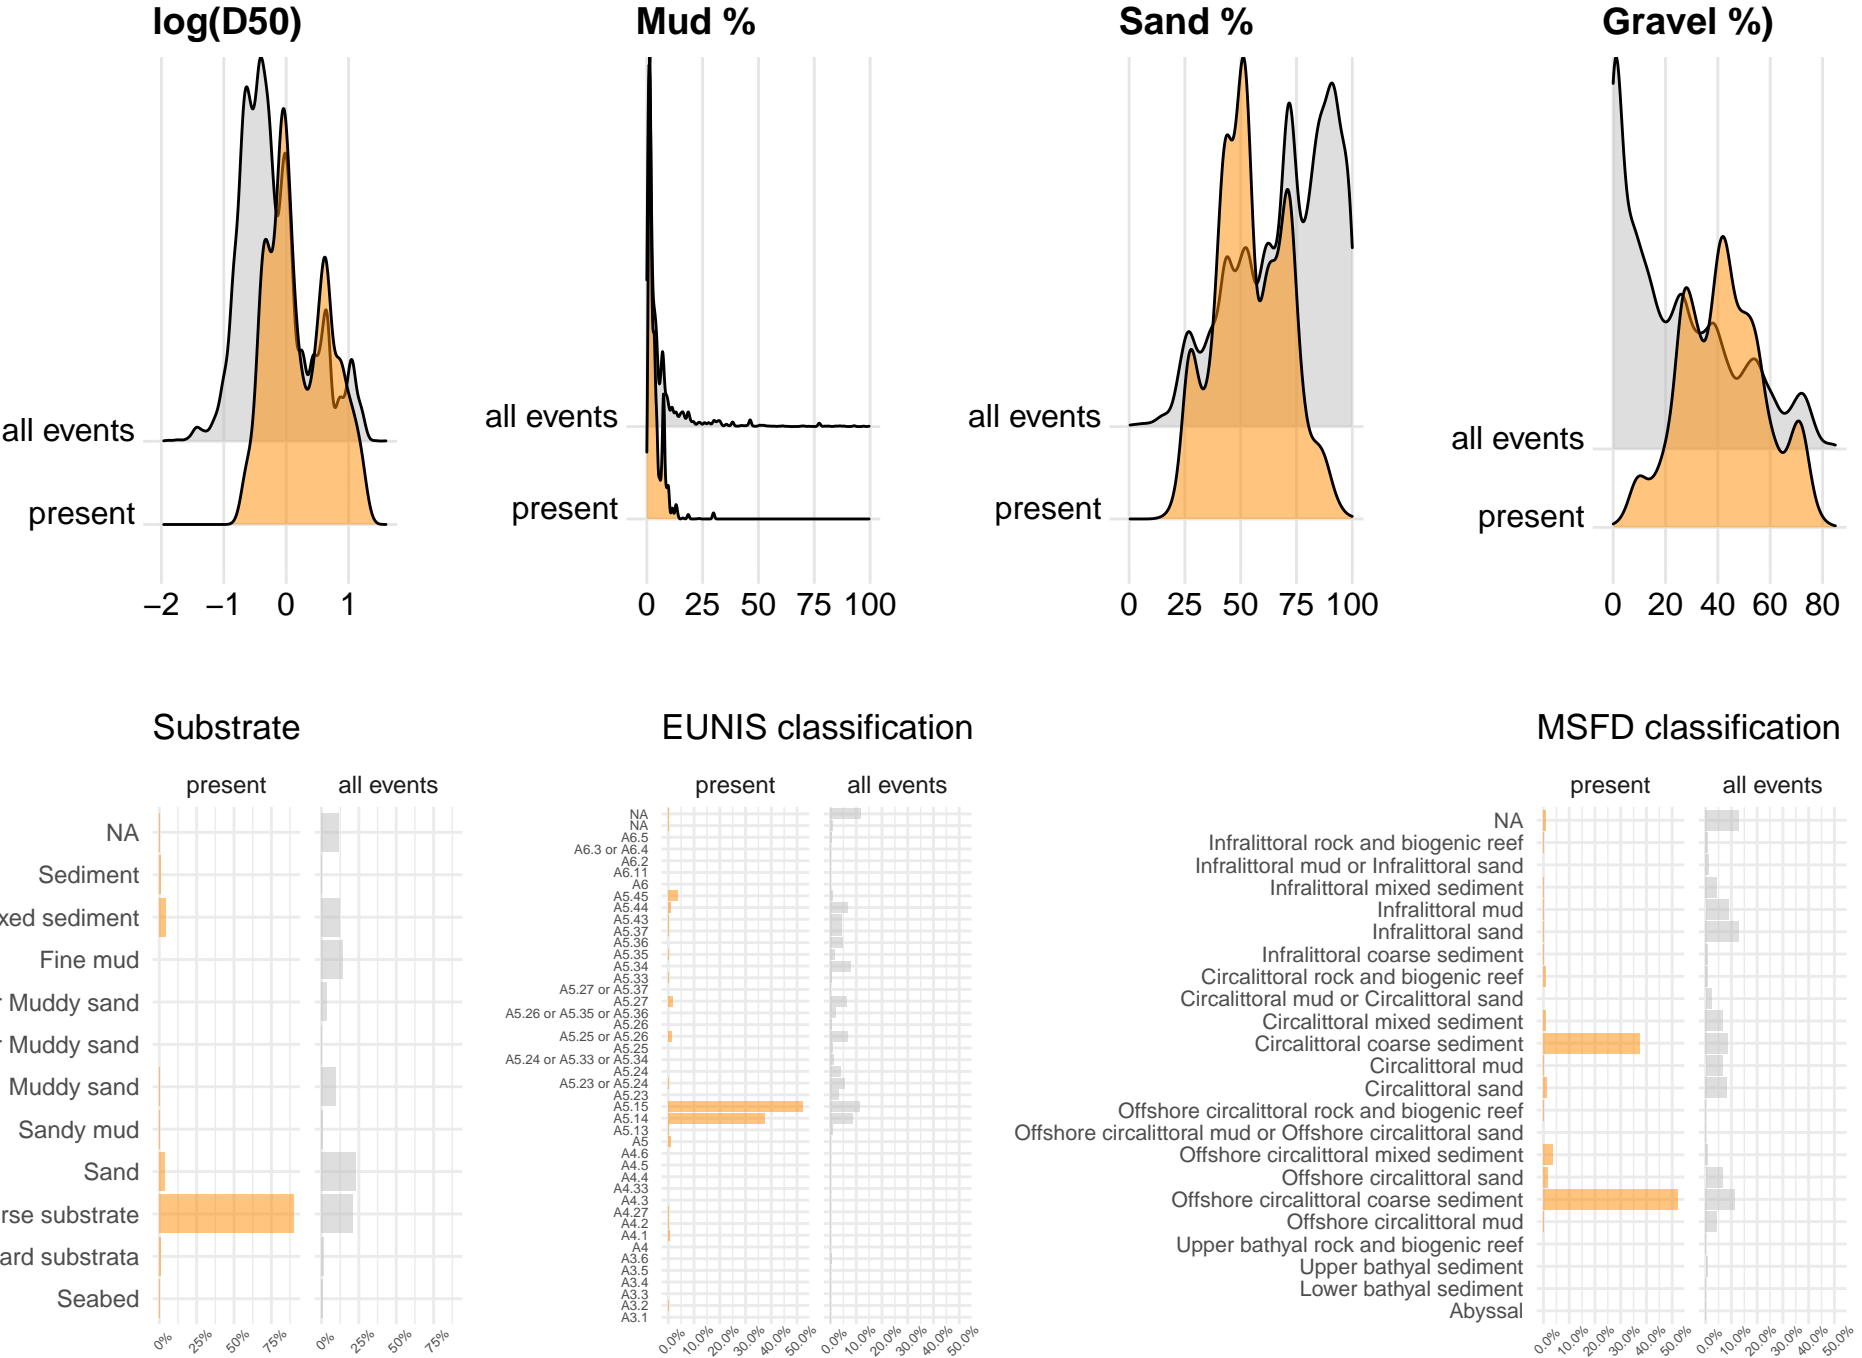 log(D50)
Mud %
Sand %
Gravel %)
all events
present
−2 −1 0 1
all events
present
0 25 50 75 100
all events
present
0 25 50 75 100
all events
present
0 20 40 60 80
Substrate
present all events
NA
Sediment
xed sediment
Fine mud
r Muddy sand
r Muddy sand
Muddy sand
Sandy mud
Sand
rse substrate
ard substrata
Seabed
0% 25% 50% 75% 0% 25% 50% 75%
EUNIS classification
present all events
NA
NA
A6.5
A6.3 or A6.4
A6.2
A6.11
A6
A5.45
A5.44
A5.43
A5.37
A5.36
A5.35
A5.34
A5.33
A5.27 or A5.37
A5.27
A5.26 or A5.35 or A5.36
A5.26
A5.25 or A5.26
A5.25
A5.24 or A5.33 or A5.34
A5.24
A5.23 or A5.24
A5.23
A5.15
A5.14
A5.13
A5
A4.6
A4.5
A4.4
A4.33
A4.3
A4.27
A4.2
A4.1
A4
A3.6
A3.5
A3.4
A3.3
A3.2
A3.1
0.0% 10.0% 20.0% 30.0% 40.0% 50.0% 0.0% 10.0% 20.0% 30.0% 40.0% 50.0%
MSFD classification
present all events
NA
Infralittoral rock and biogenic reef
Infralittoral mud or Infralittoral sand
Infralittoral mixed sediment
Infralittoral mud
Infralittoral sand
Infralittoral coarse sediment
Circalittoral rock and biogenic reef
Circalittoral mud or Circalittoral sand
Circalittoral mixed sediment
Circalittoral coarse sediment
Circalittoral mud
Circalittoral sand
Offshore circalittoral rock and biogenic reef
Offshore circalittoral mud or Offshore circalittoral sand
Offshore circalittoral mixed sediment
Offshore circalittoral sand
Offshore circalittoral coarse sediment
Offshore circalittoral mud
Upper bathyal rock and biogenic reef
Upper bathyal sediment
Lower bathyal sediment
Abyssal
0.0% 10.0% 20.0% 30.0% 40.0% 50.0% 0.0% 10.0% 20.0% 30.0% 40.0% 50.0%